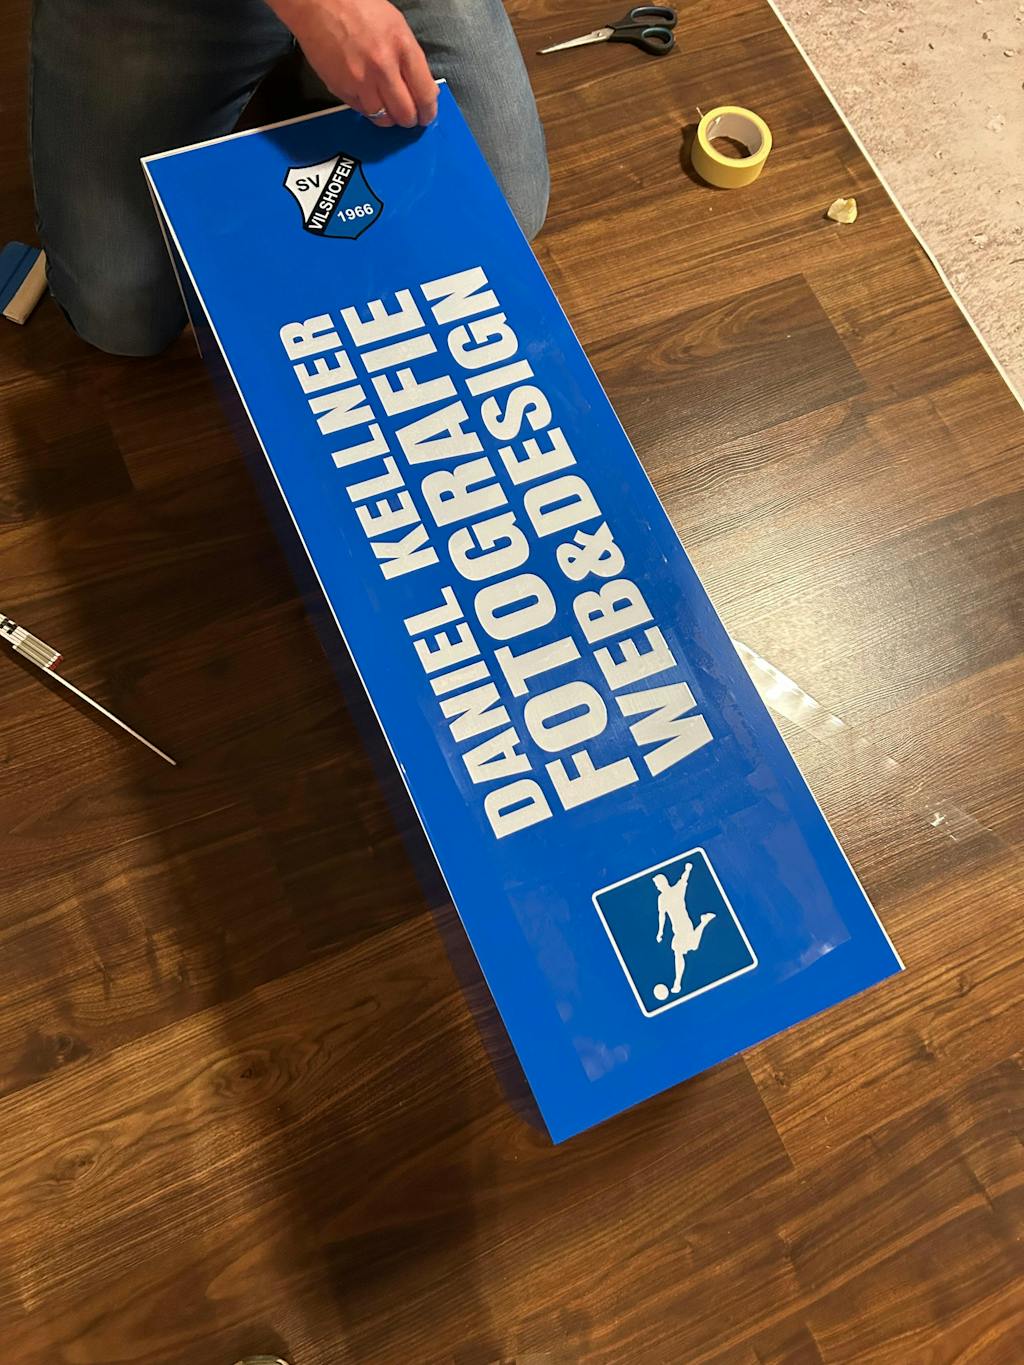 SV
VILSHOFEN
1966
DANIEL KELLNER
FOTOGRAFIE
WEB&DESIGN